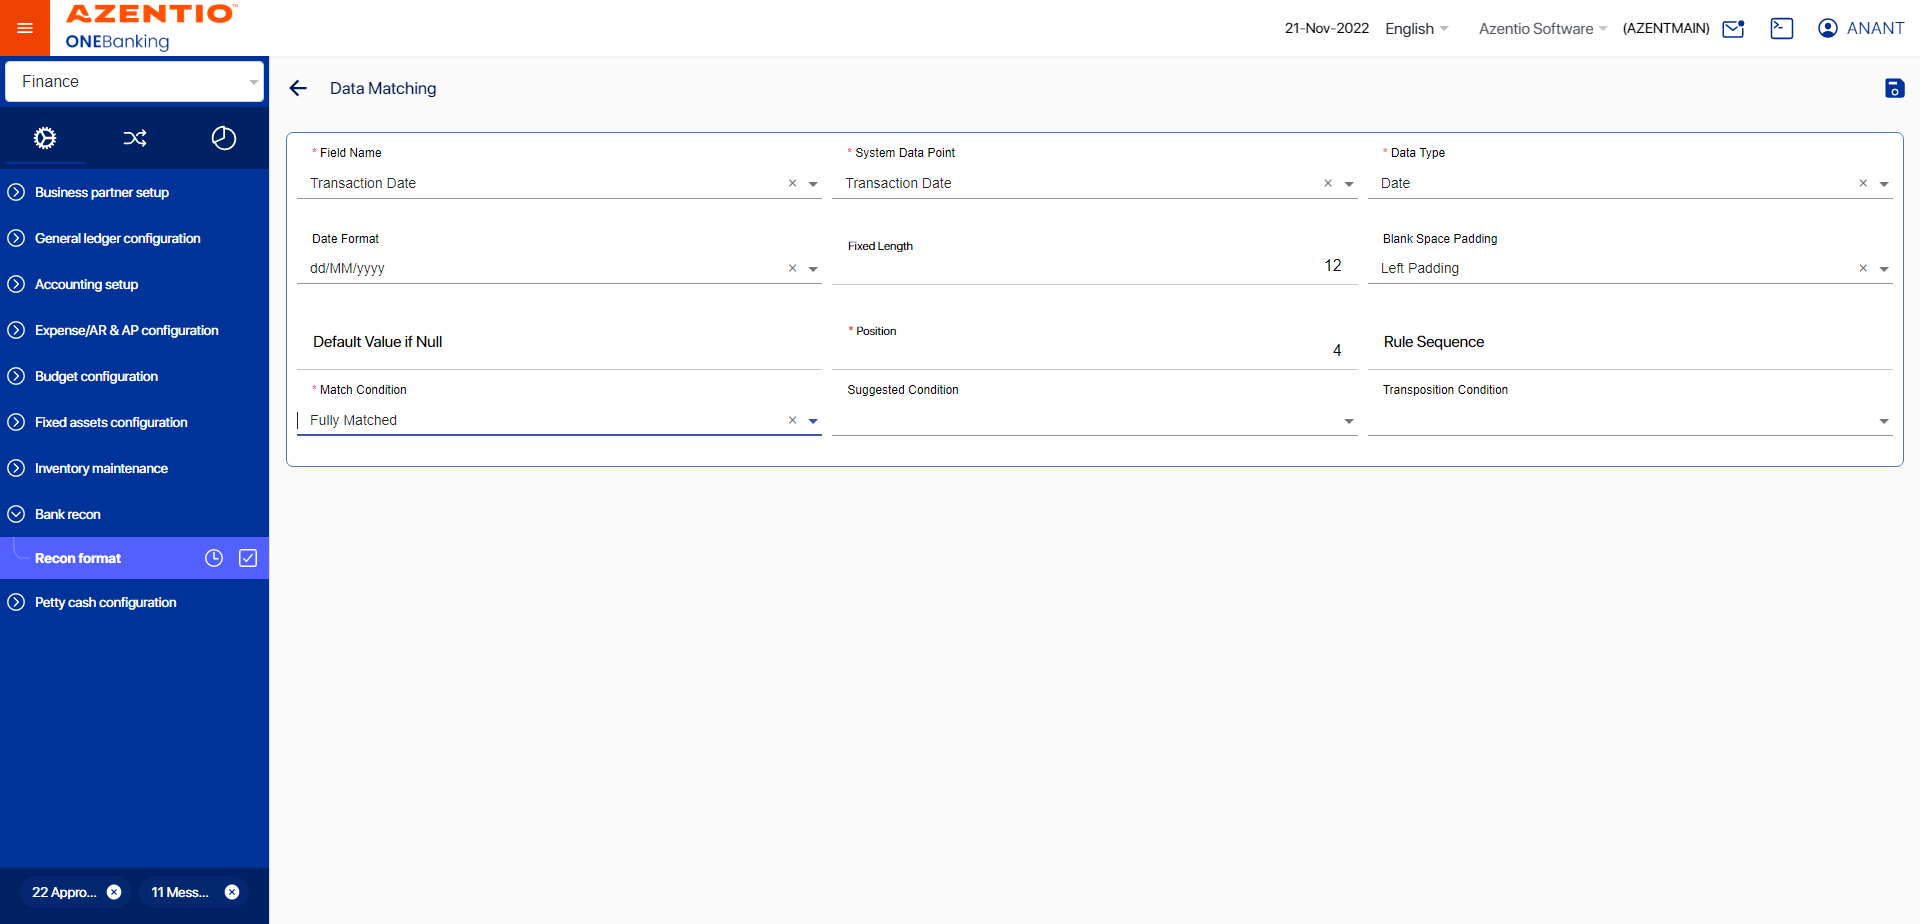 AZENTIO™
ONEBanking
21-Nov-2022
English
Azentio Software
(AZENTMAIN)
ANANT
Finance
Data Matching
Business partner setup
General ledger configuration
Accounting setup
Expense/AR & AP configuration
Budget configuration
Fixed assets configuration
Inventory maintenance
Bank recon
Recon format
Petty cash configuration
22 Appro...
11 Mess...
* Field Name
Transaction Date
* System Data Point
Transaction Date
* Data Type
Date
Date Format
dd/MM/yyyy
Fixed Length
12
Blank Space Padding
Left Padding
Default Value if Null
* Position
4
Rule Sequence
* Match Condition
Fully Matched
Suggested Condition
Transposition Condition